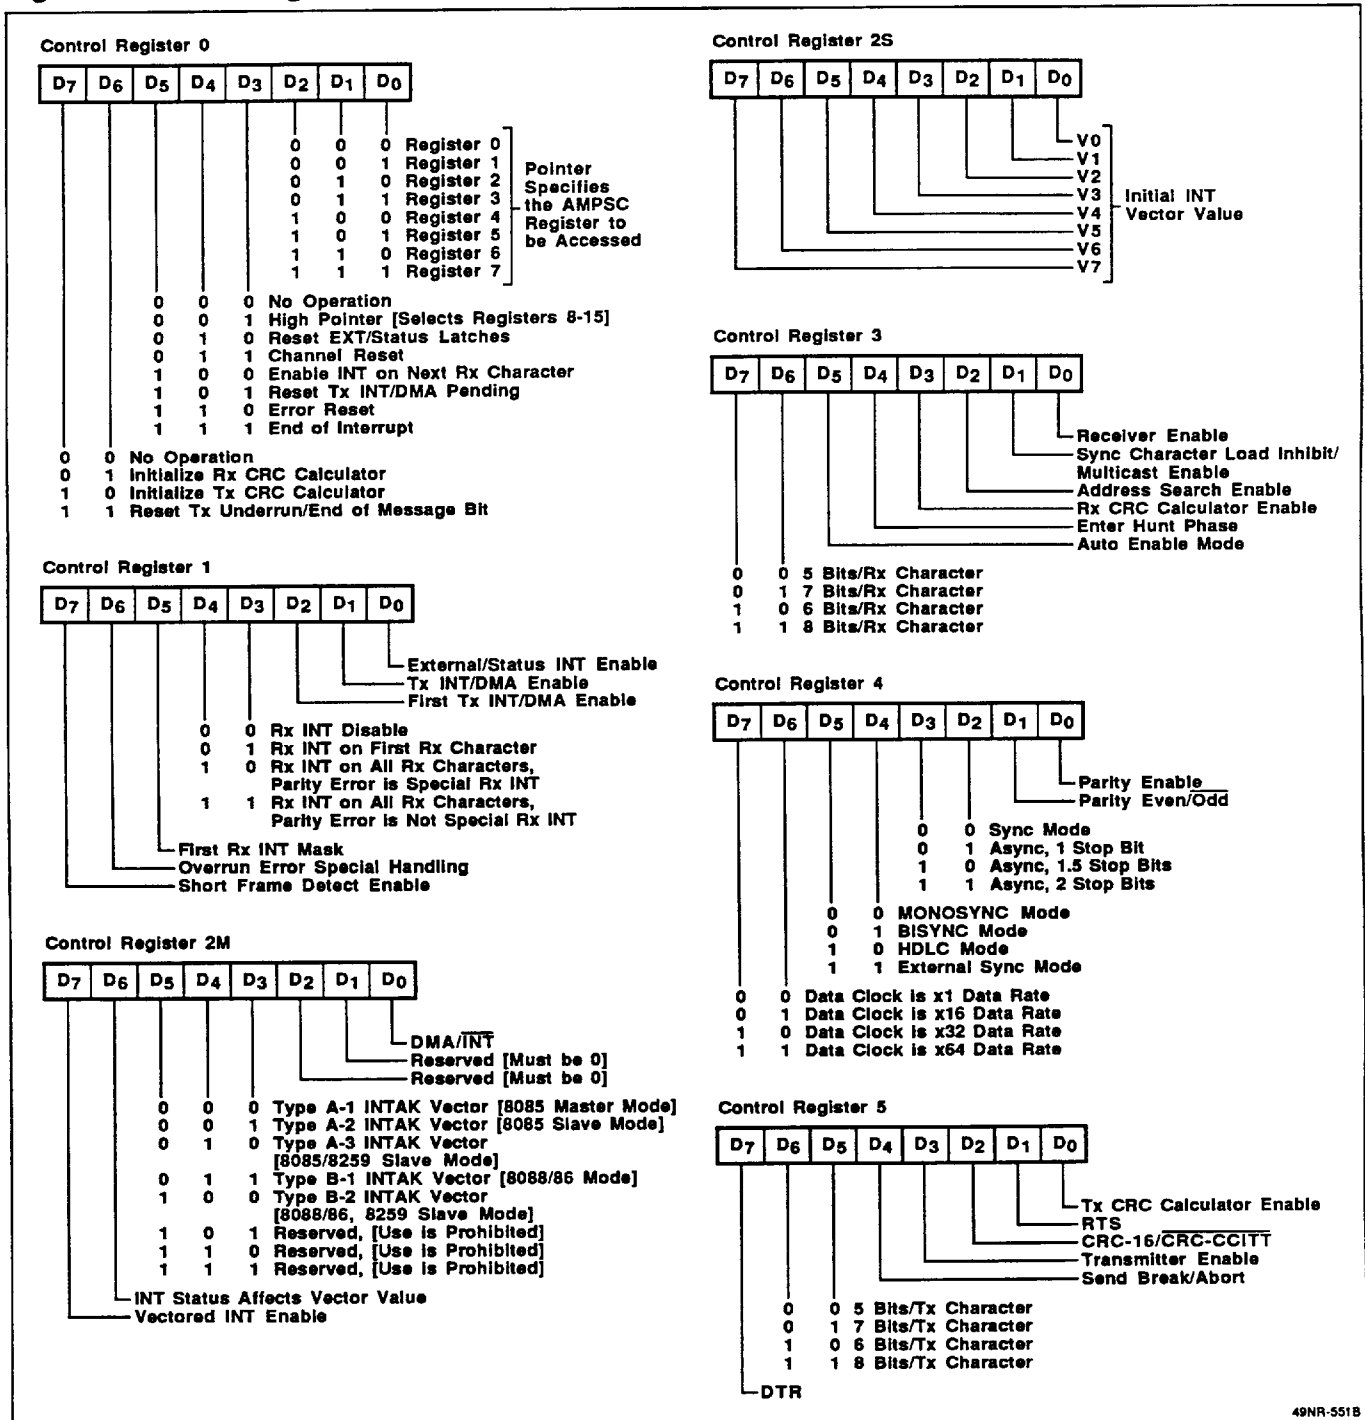 Control Register 0
D7 D6 D5 D4 D3 D2 D1 D0
0 0 0 Register 0
0 0 1 Register 1
0 1 0 Register 2
0 1 1 Register 3
1 0 0 Register 4
1 0 1 Register 5
1 1 0 Register 6
1 1 1 Register 7
Pointer
Specifies
the AMPSC
Register to
be Accessed
0 0 0 No Operation
0 0 1 High Pointer [Selects Registers 8-15]
0 1 0 Reset EXT/Status Latches
0 1 1 Channel Reset
1 0 0 Enable INT on Next Rx Character
1 0 1 Reset Tx INT/DMA Pending
1 1 0 Error Reset
1 1 1 End of Interrupt
0 0 No Operation
0 1 Initialize Rx CRC Calculator
1 0 Initialize Tx CRC Calculator
1 1 Reset Tx Underrun/End of Message Bit
Control Register 1
D7 D6 D5 D4 D3 D2 D1 D0
External/Status INT Enable
Tx INT/DMA Enable
First Tx INT/DMA Enable
0 0 Rx INT Disable
0 1 Rx INT on First Rx Character
1 0 Rx INT on All Rx Characters,
Parity Error is Special Rx INT
1 1 Rx INT on All Rx Characters,
Parity Error is Not Special Rx INT
First Rx INT Mask
Overrun Error Special Handling
Short Frame Detect Enable
Control Register 2M
D7 D6 D5 D4 D3 D2 D1 D0
DMA/I̅N̅T̅
Reserved [Must be 0]
Reserved [Must be 0]
0 0 0 Type A-1 INTAK Vector [8085 Master Mode]
0 0 1 Type A-2 INTAK Vector [8085 Slave Mode]
0 1 0 Type A-3 INTAK Vector
[8085/8259 Slave Mode]
0 1 1 Type B-1 INTAK Vector [8088/86 Mode]
1 0 0 Type B-2 INTAK Vector
[8088/86, 8259 Slave Mode]
1 0 1 Reserved, [Use is Prohibited]
1 1 0 Reserved, [Use is Prohibited]
1 1 1 Reserved, [Use is Prohibited]
INT Status Affects Vector Value
Vectored INT Enable
Control Register 2S
D7 D6 D5 D4 D3 D2 D1 D0
V0
V1
V2
V3
V4
V5
V6
V7
Initial INT
Vector Value
Control Register 3
D7 D6 D5 D4 D3 D2 D1 D0
Receiver Enable
Sync Character Load Inhibit/
Multicast Enable
Address Search Enable
Rx CRC Calculator Enable
Enter Hunt Phase
Auto Enable Mode
0 0 5 Bits/Rx Character
0 1 7 Bits/Rx Character
1 0 6 Bits/Rx Character
1 1 8 Bits/Rx Character
Control Register 4
D7 D6 D5 D4 D3 D2 D1 D0
Parity Enable
Parity Even/O̅d̅d̅
0 0 Sync Mode
0 1 Async, 1 Stop Bit
1 0 Async, 1.5 Stop Bits
1 1 Async, 2 Stop Bits
0 0 MONOSYNC Mode
0 1 BISYNC Mode
1 0 HDLC Mode
1 1 External Sync Mode
0 0 Data Clock is x1 Data Rate
0 1 Data Clock is x16 Data Rate
1 0 Data Clock is x32 Data Rate
1 1 Data Clock is x64 Data Rate
Control Register 5
D7 D6 D5 D4 D3 D2 D1 D0
Tx CRC Calculator Enable
RTS
CRC-16/C̅R̅C̅-̅C̅C̅I̅T̅T̅
Transmitter Enable
Send Break/Abort
0 0 5 Bits/Tx Character
0 1 7 Bits/Tx Character
1 0 6 Bits/Tx Character
1 1 8 Bits/Tx Character
DTR
49NR-551B